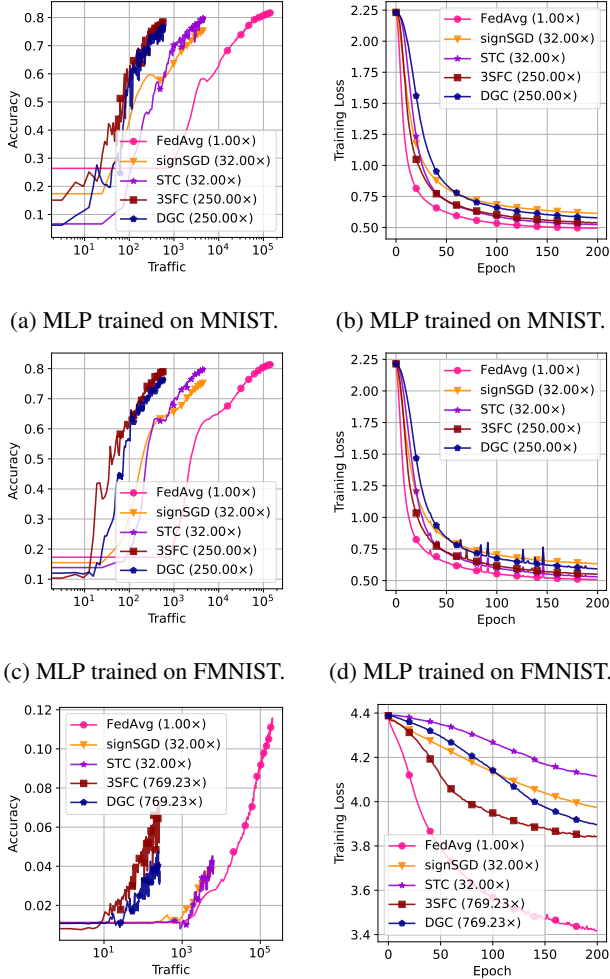 0.8
0.7
0.6
0.5
0.4
0.3
0.2
0.1
Accuracy
FedAvg (1.00×)
signSGD (32.00×)
STC (32.00×)
3SFC (250.00×)
DGC (250.00×)
10¹ 10² 10³ 10⁴ 10⁵
Traffic
2.25
2.00
1.75
1.50
1.25
1.00
0.75
0.50
Training Loss
FedAvg (1.00×)
signSGD (32.00×)
STC (32.00×)
3SFC (250.00×)
DGC (250.00×)
0 50 100 150 200
Epoch
(a) MLP trained on MNIST.
(b) MLP trained on MNIST.
0.8
0.7
0.6
0.5
0.4
0.3
0.2
0.1
Accuracy
FedAvg (1.00×)
signSGD (32.00×)
STC (32.00×)
3SFC (250.00×)
DGC (250.00×)
10¹ 10² 10³ 10⁴ 10⁵
Traffic
2.25
2.00
1.75
1.50
1.25
1.00
0.75
0.50
Training Loss
FedAvg (1.00×)
signSGD (32.00×)
STC (32.00×)
3SFC (250.00×)
DGC (250.00×)
0 50 100 150 200
Epoch
(c) MLP trained on FMNIST.
(d) MLP trained on FMNIST.
0.12
0.10
0.08
0.06
0.04
0.02
Accuracy
FedAvg (1.00×)
signSGD (32.00×)
STC (32.00×)
3SFC (769.23×)
DGC (769.23×)
10¹ 10² 10³ 10⁴ 10⁵
Traffic
4.4
4.2
4.0
3.8
3.6
3.4
Training Loss
FedAvg (1.00×)
signSGD (32.00×)
STC (32.00×)
3SFC (769.23×)
DGC (769.23×)
0 50 100 150 200
Epoch